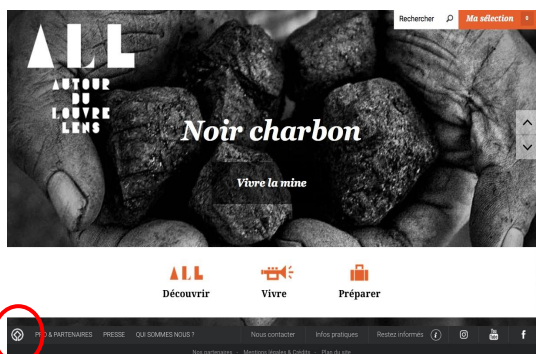 Rechercher
Ma sélection
ALL
AUTOUR
DU
LOUVRE
LENS
Noir charbon
Vivre la mine
ALL
Découvrir
Vivre
Préparer
PRO & PARTENAIRES PRESSE QUI SOMMES NOUS ? Nous contacter Infos pratiques Restez informés
Nos partenaires - Mentions légales & Crédits - Plan du site